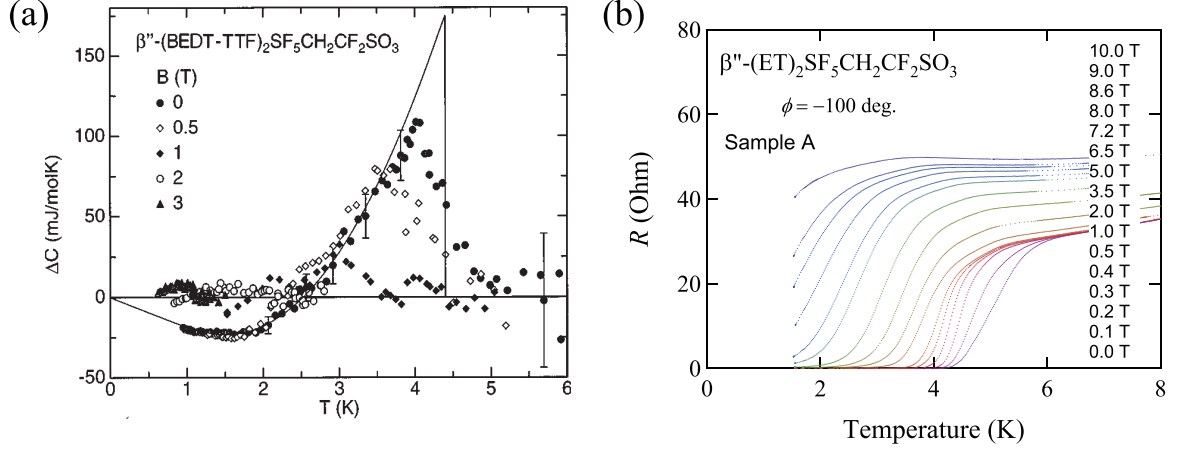 (a)
β"-(BEDT-TTF)₂SF₅CH₂CF₂SO₃
B (T)
0
0.5
1
2
3
150
100
50
0
-50
ΔC (mJ/molK)
0 1 2 3 4 5 6
T (K)
(b)
β"-(ET)₂SF₅CH₂CF₂SO₃
ϕ = −100 deg.
Sample A
10.0 T
9.0 T
8.6 T
8.0 T
7.2 T
6.5 T
5.0 T
3.5 T
2.0 T
1.0 T
0.5 T
0.4 T
0.3 T
0.2 T
0.1 T
0.0 T
80
60
40
20
0
R (Ohm)
0 2 4 6 8
Temperature (K)